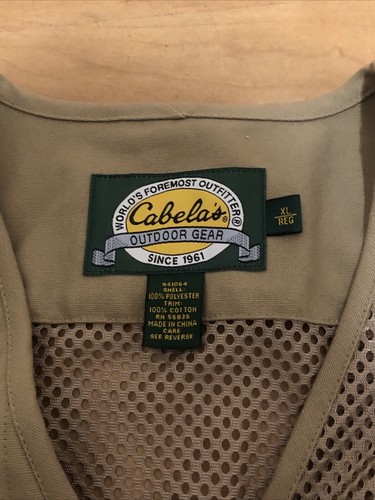 WORLD'S FOREMOST OUTFITTER®
Cabela's®
OUTDOOR GEAR
SINCE 1961
XL
REG
941064
SHELL:
100% POLYESTER
TRIM:
100% COTTON
RN 56835
MADE IN CHINA
CARE
SEE REVERSE